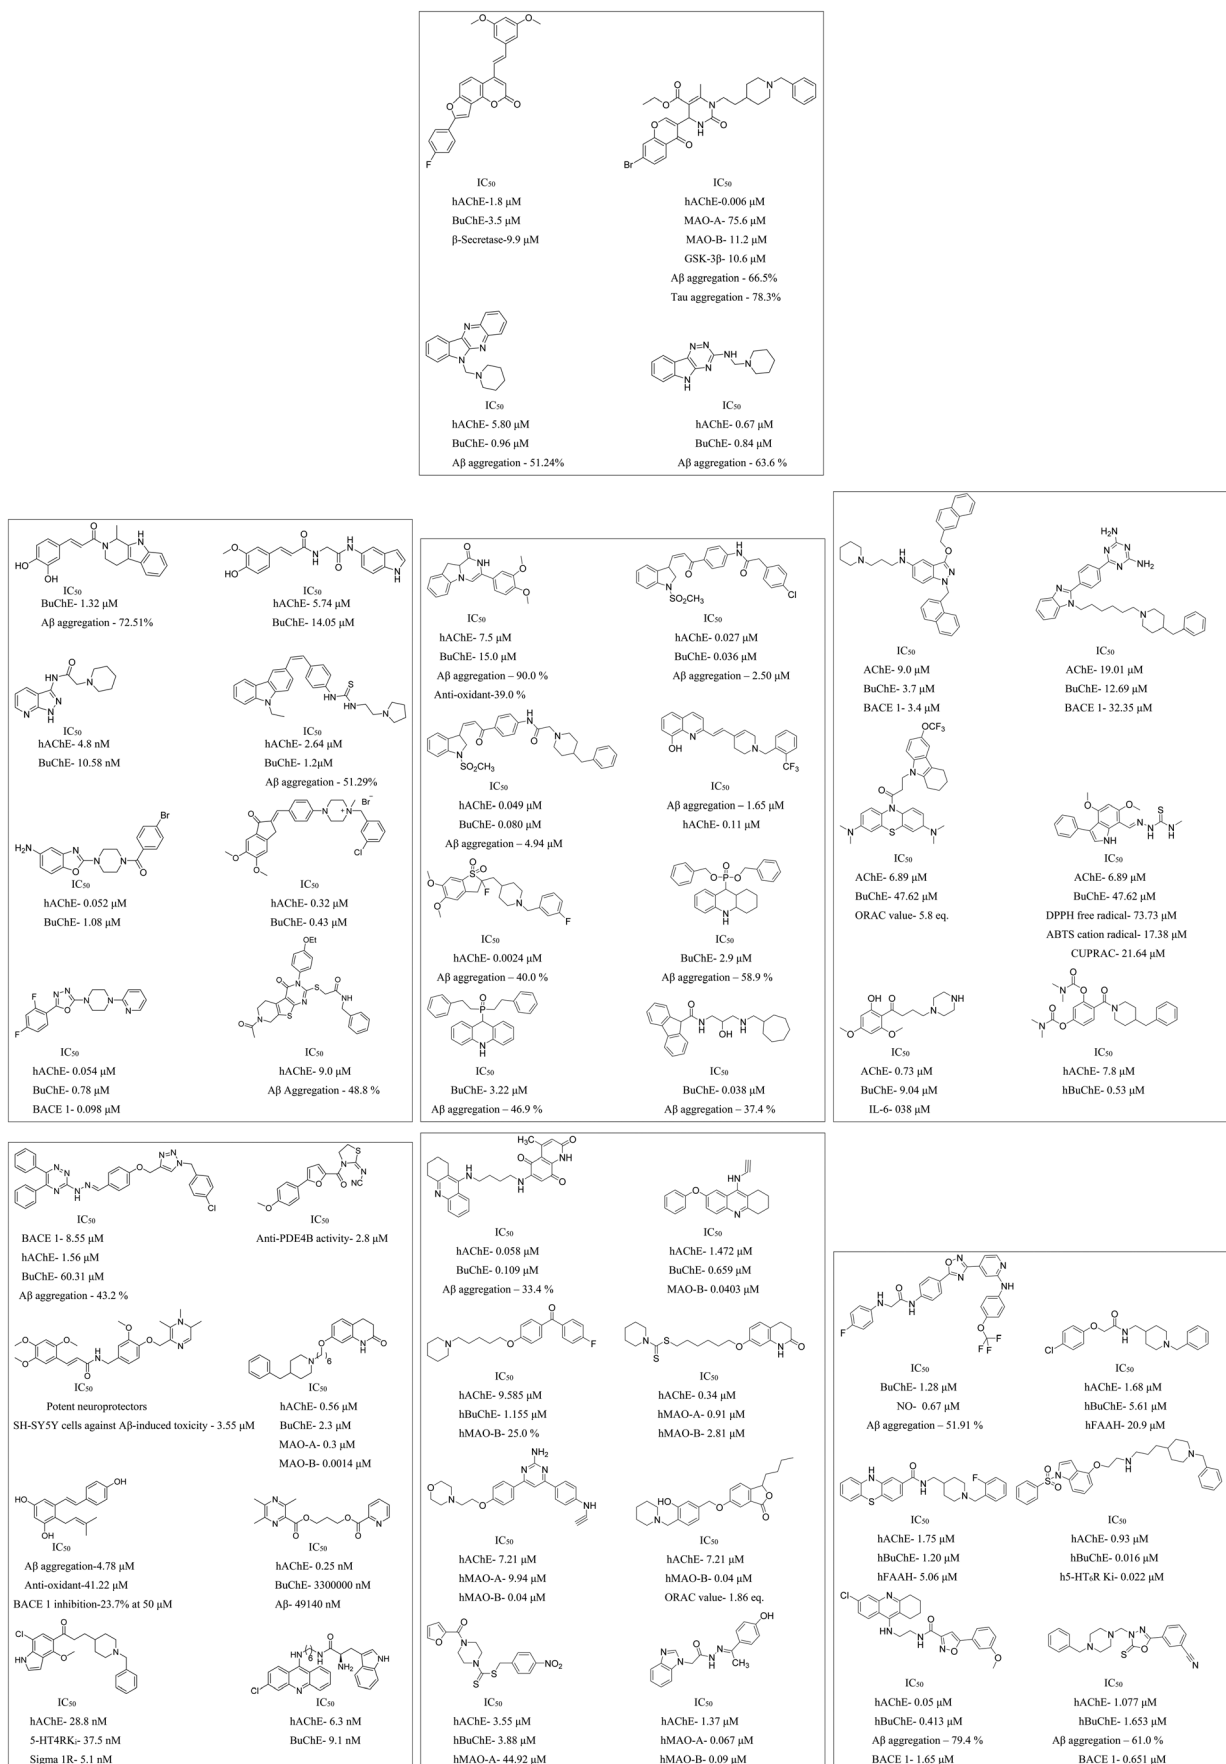 IC₅₀
hAChE-1.8 µM
BuChE-3.5 µM
β-Secretase-9.9 µM
IC₅₀
hAChE-0.006 µM
MAO-A- 75.6 µM
MAO-B- 11.2 µM
GSK-3β- 10.6 µM
Aβ aggregation - 66.5%
Tau aggregation - 78.3%
IC₅₀
hAChE- 5.80 µM
BuChE- 0.96 µM
Aβ aggregation - 51.24%
IC₅₀
hAChE- 0.67 µM
BuChE- 0.84 µM
Aβ aggregation - 63.6 %
IC₅₀
BuChE- 1.32 µM
Aβ aggregation - 72.51%
IC₅₀
hAChE- 5.74 µM
BuChE- 14.05 µM
IC₅₀
hAChE- 4.8 nM
BuChE- 10.58 nM
IC₅₀
hAChE- 2.64 µM
BuChE- 1.2µM
Aβ aggregation - 51.29%
IC₅₀
hAChE- 0.052 µM
BuChE- 1.08 µM
IC₅₀
hAChE- 0.32 µM
BuChE- 0.43 µM
IC₅₀
hAChE- 0.054 µM
BuChE- 0.78 µM
BACE 1- 0.098 µM
IC₅₀
hAChE- 9.0 µM
Aβ Aggregation - 48.8 %
IC₅₀
hAChE- 7.5 µM
BuChE- 15.0 µM
Aβ aggregation – 90.0 %
Anti-oxidant-39.0 %
IC₅₀
hAChE- 0.027 µM
BuChE- 0.036 µM
Aβ aggregation – 2.50 µM
IC₅₀
hAChE- 0.049 µM
BuChE- 0.080 µM
Aβ aggregation – 4.94 µM
IC₅₀
Aβ aggregation – 1.65 µM
hAChE- 0.11 µM
IC₅₀
hAChE- 0.0024 µM
Aβ aggregation – 40.0 %
IC₅₀
BuChE- 2.9 µM
Aβ aggregation – 58.9 %
IC₅₀
BuChE- 3.22 µM
Aβ aggregation – 46.9 %
IC₅₀
BuChE- 0.038 µM
Aβ aggregation – 37.4 %
IC₅₀
AChE- 9.0 µM
BuChE- 3.7 µM
BACE 1- 3.4 µM
IC₅₀
AChE- 19.01 µM
BuChE- 12.69 µM
BACE 1- 32.35 µM
IC₅₀
AChE- 6.89 µM
BuChE- 47.62 µM
ORAC value- 5.8 eq.
IC₅₀
AChE- 6.89 µM
BuChE- 47.62 µM
DPPH free radical- 73.73 µM
ABTS cation radical- 17.38 µM
CUPRAC- 21.64 µM
IC₅₀
AChE- 0.73 µM
BuChE- 9.04 µM
IL-6- 038 µM
IC₅₀
hAChE- 7.8 µM
hBuChE- 0.53 µM
IC₅₀
BACE 1- 8.55 µM
hAChE- 1.56 µM
BuChE- 60.31 µM
Aβ aggregation - 43.2 %
IC₅₀
Anti-PDE4B activity- 2.8 µM
IC₅₀
Potent neuroprotectors
SH-SY5Y cells against Aβ-induced toxicity - 3.55 µM
IC₅₀
hAChE- 0.56 µM
BuChE- 2.3 µM
MAO-A- 0.3 µM
MAO-B- 0.0014 µM
IC₅₀
Aβ aggregation-4.78 µM
Anti-oxidant-41.22 µM
BACE 1 inhibition-23.7% at 50 µM
IC₅₀
hAChE- 0.25 nM
BuChE- 3300000 nM
Aβ- 49140 nM
IC₅₀
hAChE- 28.8 nM
5-HT4RKᵢ- 37.5 nM
Sigma 1R- 5.1 nM
IC₅₀
hAChE- 6.3 nM
BuChE- 9.1 nM
IC₅₀
hAChE- 0.058 µM
BuChE- 0.109 µM
Aβ aggregation – 33.4 %
IC₅₀
hAChE- 1.472 µM
BuChE- 0.659 µM
MAO-B- 0.0403 µM
IC₅₀
hAChE- 9.585 µM
hBuChE- 1.155 µM
hMAO-B- 25.0 %
IC₅₀
hAChE- 0.34 µM
hMAO-A- 0.91 µM
hMAO-B- 2.81 µM
IC₅₀
hAChE- 7.21 µM
hMAO-A- 9.94 µM
hMAO-B- 0.04 µM
IC₅₀
hAChE- 7.21 µM
hMAO-B- 0.04 µM
ORAC value- 1.86 eq.
IC₅₀
hAChE- 3.55 µM
hBuChE- 3.88 µM
hMAO-A- 44.92 µM
IC₅₀
hAChE- 1.37 µM
hMAO-A- 0.067 µM
hMAO-B- 0.09 µM
IC₅₀
BuChE- 1.28 µM
NO- 0.67 µM
Aβ aggregation – 51.91 %
IC₅₀
hAChE- 1.68 µM
hBuChE- 5.61 µM
hFAAH- 20.9 µM
IC₅₀
hAChE- 1.75 µM
hBuChE- 1.20 µM
hFAAH- 5.06 µM
IC₅₀
hAChE- 0.93 µM
hBuChE- 0.016 µM
h5-HT₆R Ki- 0.022 µM
IC₅₀
hAChE- 0.05 µM
hBuChE- 0.413 µM
Aβ aggregation – 79.4 %
BACE 1- 1.65 µM
IC₅₀
hAChE- 1.077 µM
hBuChE- 1.653 µM
Aβ aggregation – 61.0 %
BACE 1- 0.651 µM